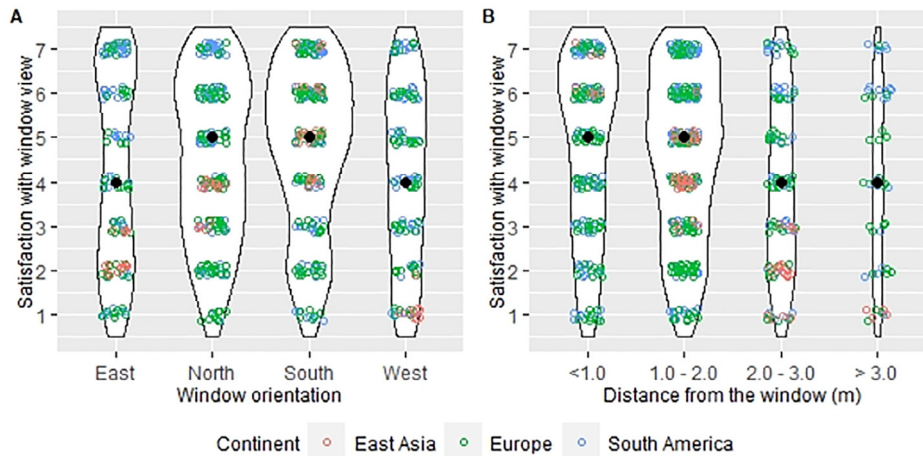 A
Satisfaction with window view
7
6
5
4
3
2
1
East North South West
Window orientation
B
Satisfaction with window view
7
6
5
4
3
2
1
<1.0 1.0 - 2.0 2.0 - 3.0 > 3.0
Distance from the window (m)
Continent East Asia Europe South America